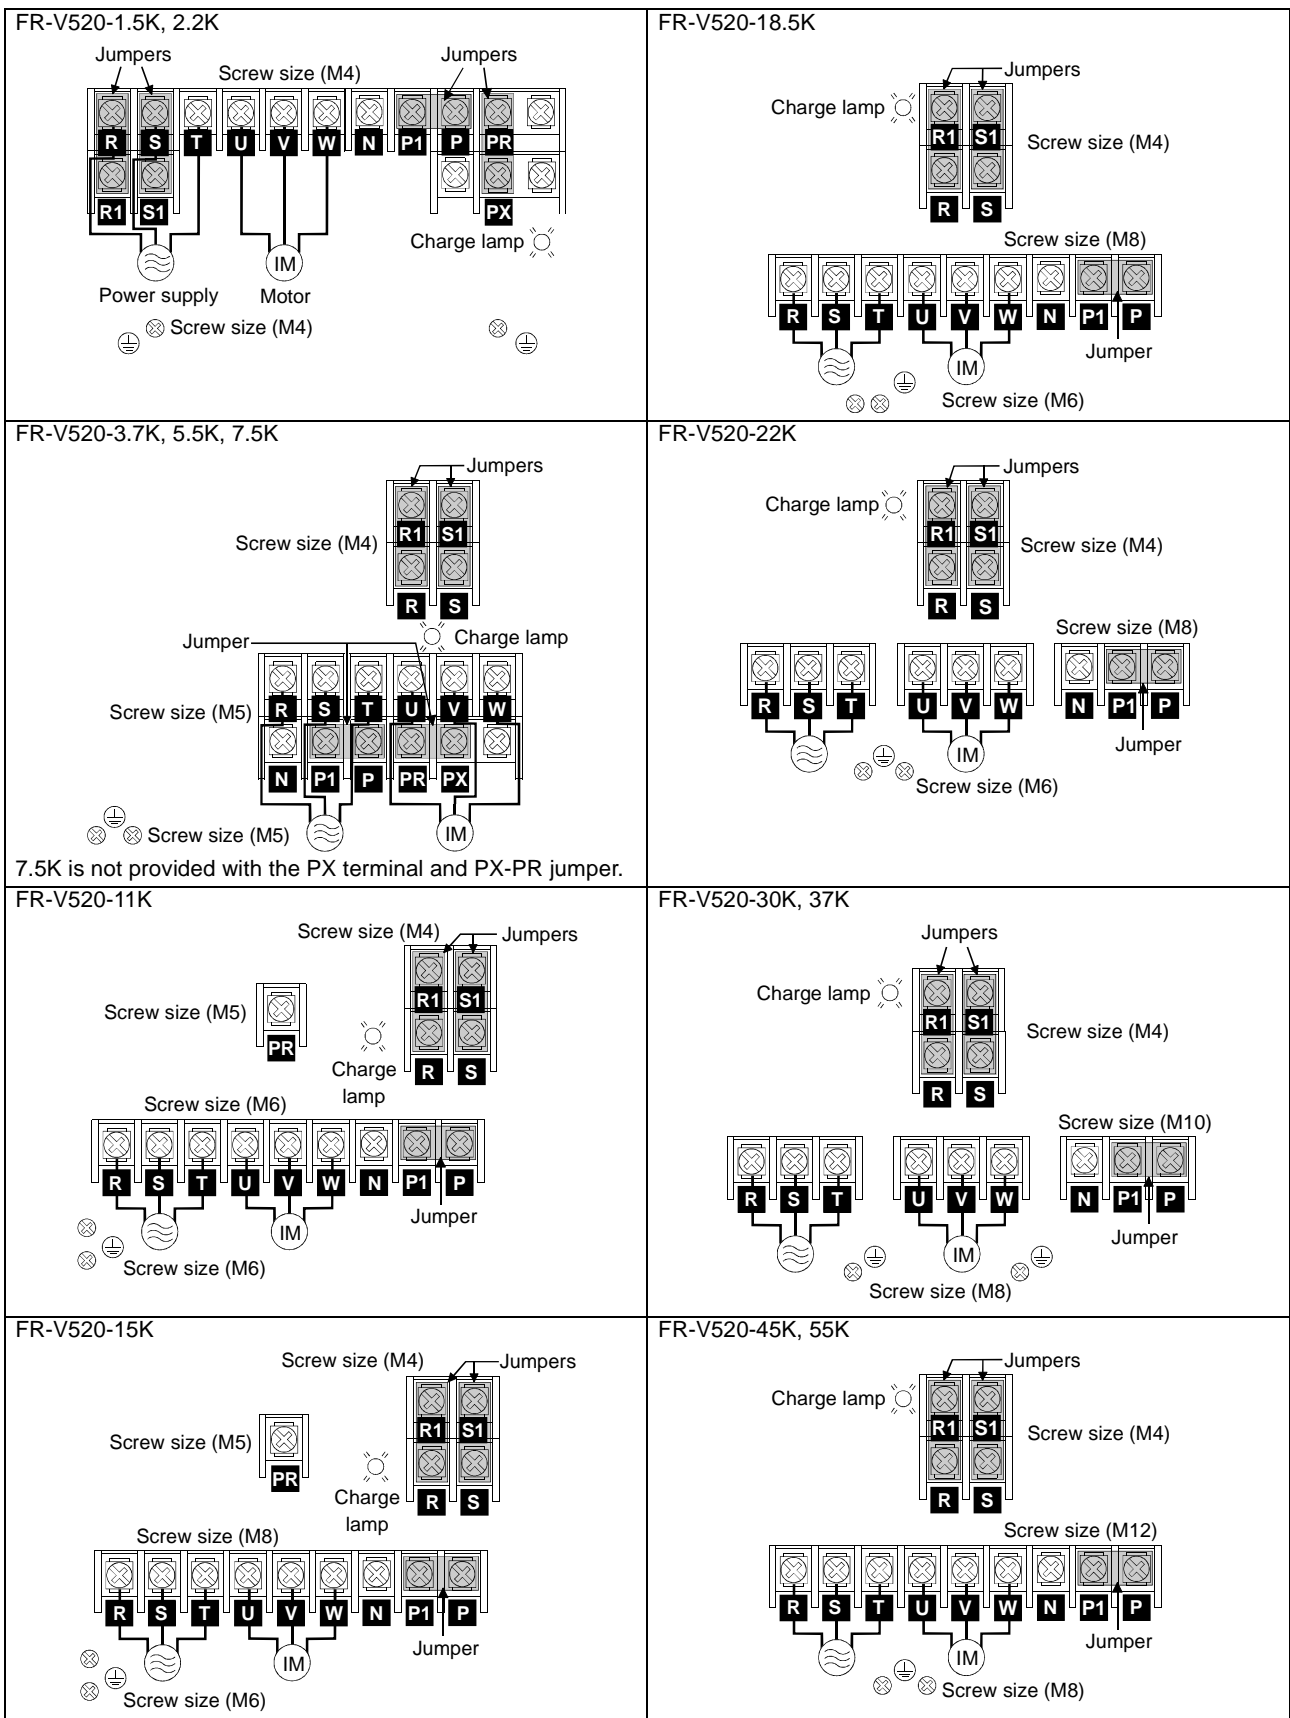 FR-V520-1.5K, 2.2K
Jumpers
Jumpers
Screw size (M4)
R S T U V W N P1 P PR
R1 S1 PX
Charge lamp
IM
Power supply Motor
Screw size (M4)
FR-V520-18.5K
Jumpers
Charge lamp
R1 S1
Screw size (M4)
R S
Screw size (M8)
R S T U V W N P1 P
Jumper
IM
Screw size (M6)
FR-V520-3.7K, 5.5K, 7.5K
Jumpers
R1 S1
Screw size (M4)
R S
Charge lamp
Jumper
R S T U V W
Screw size (M5)
N P1 P PR PX
Screw size (M5)
IM
7.5K is not provided with the PX terminal and PX-PR jumper.
FR-V520-22K
Jumpers
Charge lamp
R1 S1
Screw size (M4)
R S
Screw size (M8)
R S T U V W N P1 P
Jumper
IM
Screw size (M6)
FR-V520-11K
Screw size (M4)
Jumpers
R1 S1
Screw size (M5)
PR
Charge
lamp
R S
Screw size (M6)
R S T U V W N P1 P
Jumper
IM
Screw size (M6)
FR-V520-30K, 37K
Jumpers
Charge lamp
R1 S1
Screw size (M4)
R S
Screw size (M10)
R S T U V W N P1 P
Jumper
IM
Screw size (M8)
FR-V520-15K
Screw size (M4)
Jumpers
R1 S1
Screw size (M5)
PR
Charge
lamp
R S
Screw size (M8)
R S T U V W N P1 P
Jumper
IM
Screw size (M6)
FR-V520-45K, 55K
Jumpers
Charge lamp
R1 S1
Screw size (M4)
R S
Screw size (M12)
R S T U V W N P1 P
Jumper
IM
Screw size (M8)